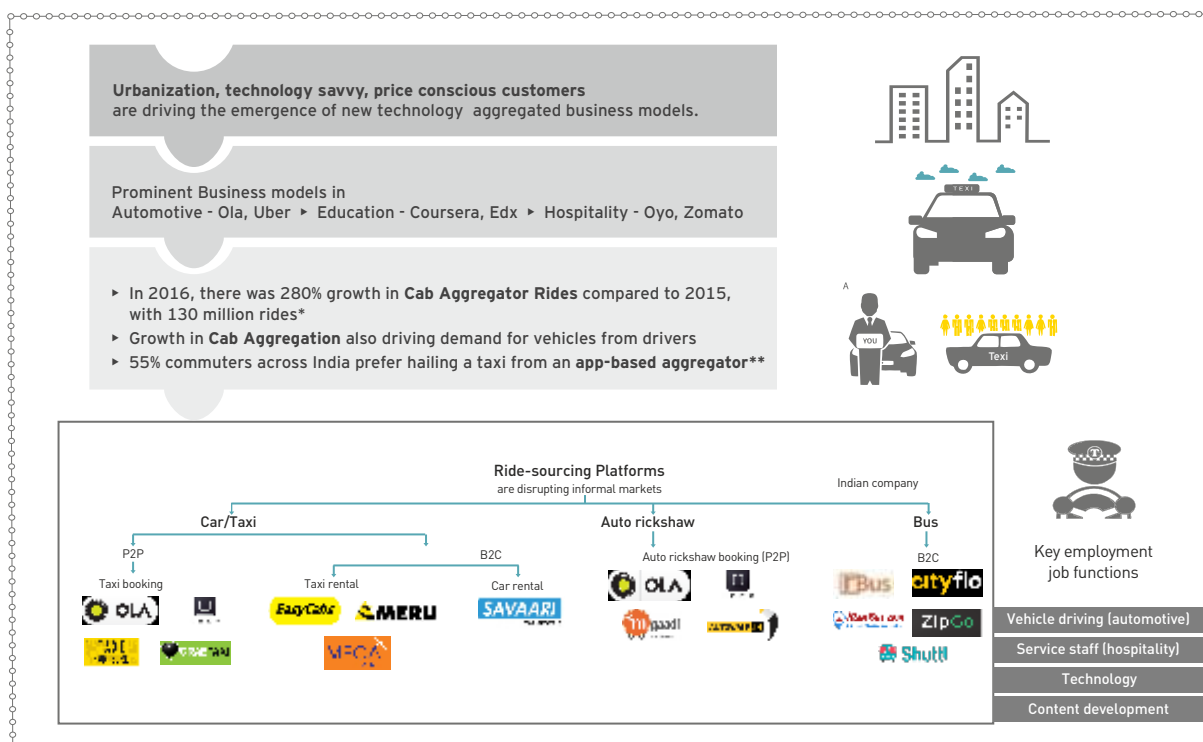 Urbanization, technology savvy, price conscious customers
are driving the emergence of new technology aggregated business models.
Prominent Business models in
Automotive - Ola, Uber ▸ Education - Coursera, Edx ▸ Hospitality - Oyo, Zomato
▸ In 2016, there was 280% growth in Cab Aggregator Rides compared to 2015,
with 130 million rides*
▸ Growth in Cab Aggregation also driving demand for vehicles from drivers
▸ 55% commuters across India prefer hailing a taxi from an app-based aggregator**
TEXI
A
YOU
Texi
Ride-sourcing Platforms
are disrupting informal markets
Indian company
Car/Taxi
Auto rickshaw
Bus
P2P
B2C
Auto rickshaw booking (P2P)
B2C
Taxi booking
Taxi rental
Car rental
OLA
EasyCabs
MERU
SAVAARI
MEGA
OLA
gaadi
Bus
cityflo
ZipGo
Shuttl
T
Key employment
job functions
Vehicle driving (automotive)
Service staff (hospitality)
Technology
Content development